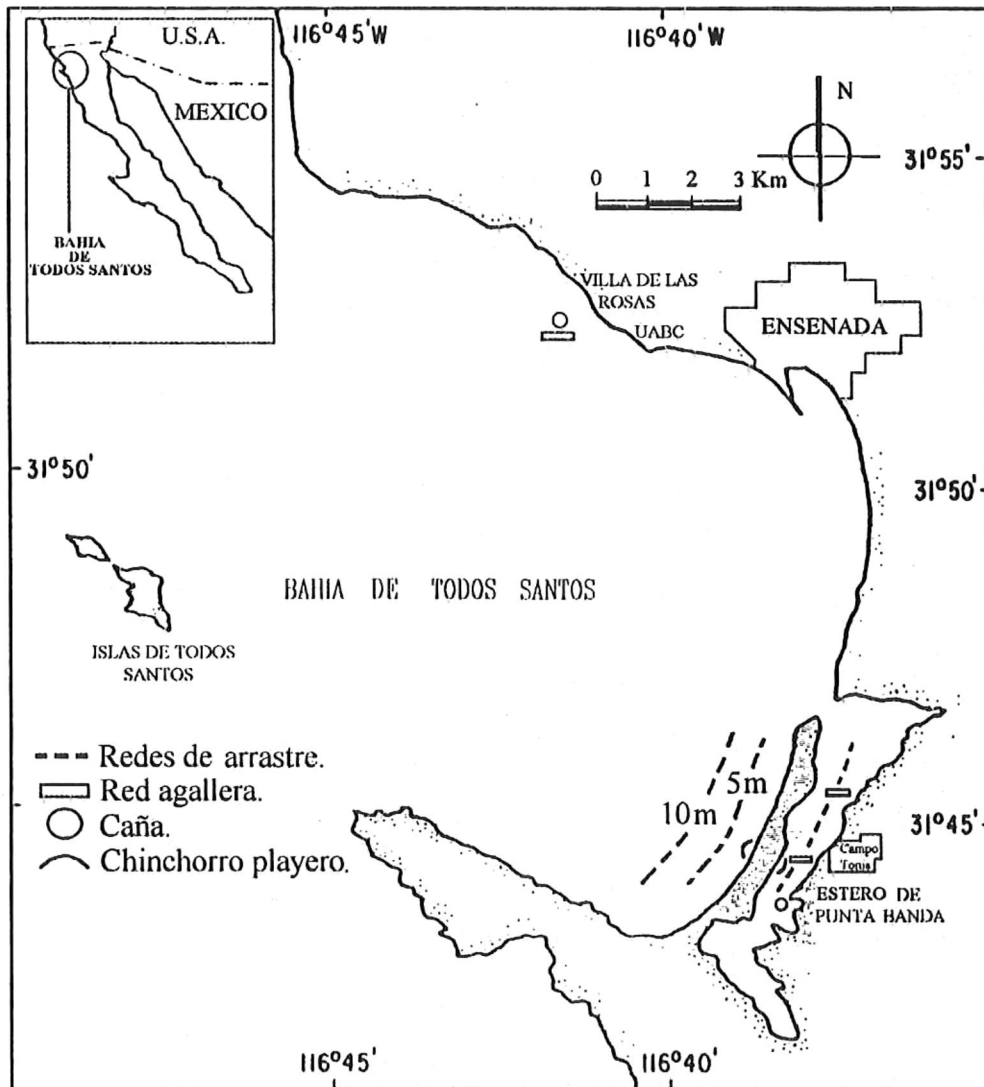 116°45'W
116°40'W
U.S.A.
MEXICO
BAHIA
DE
TODOS SANTOS
N
31°55'
0 1 2 3 Km
VILLA DE LAS
ROSAS
UABC
ENSENADA
31°50'
31°50'
BAHIA DE TODOS SANTOS
ISLAS DE TODOS
SANTOS
Redes de arrastre.
Red agallera.
Caña.
Chinchorro playero.
5m
10m
31°45'
Campo
ESTERO DE
PUNTA BANDA
116°45'
116°40'